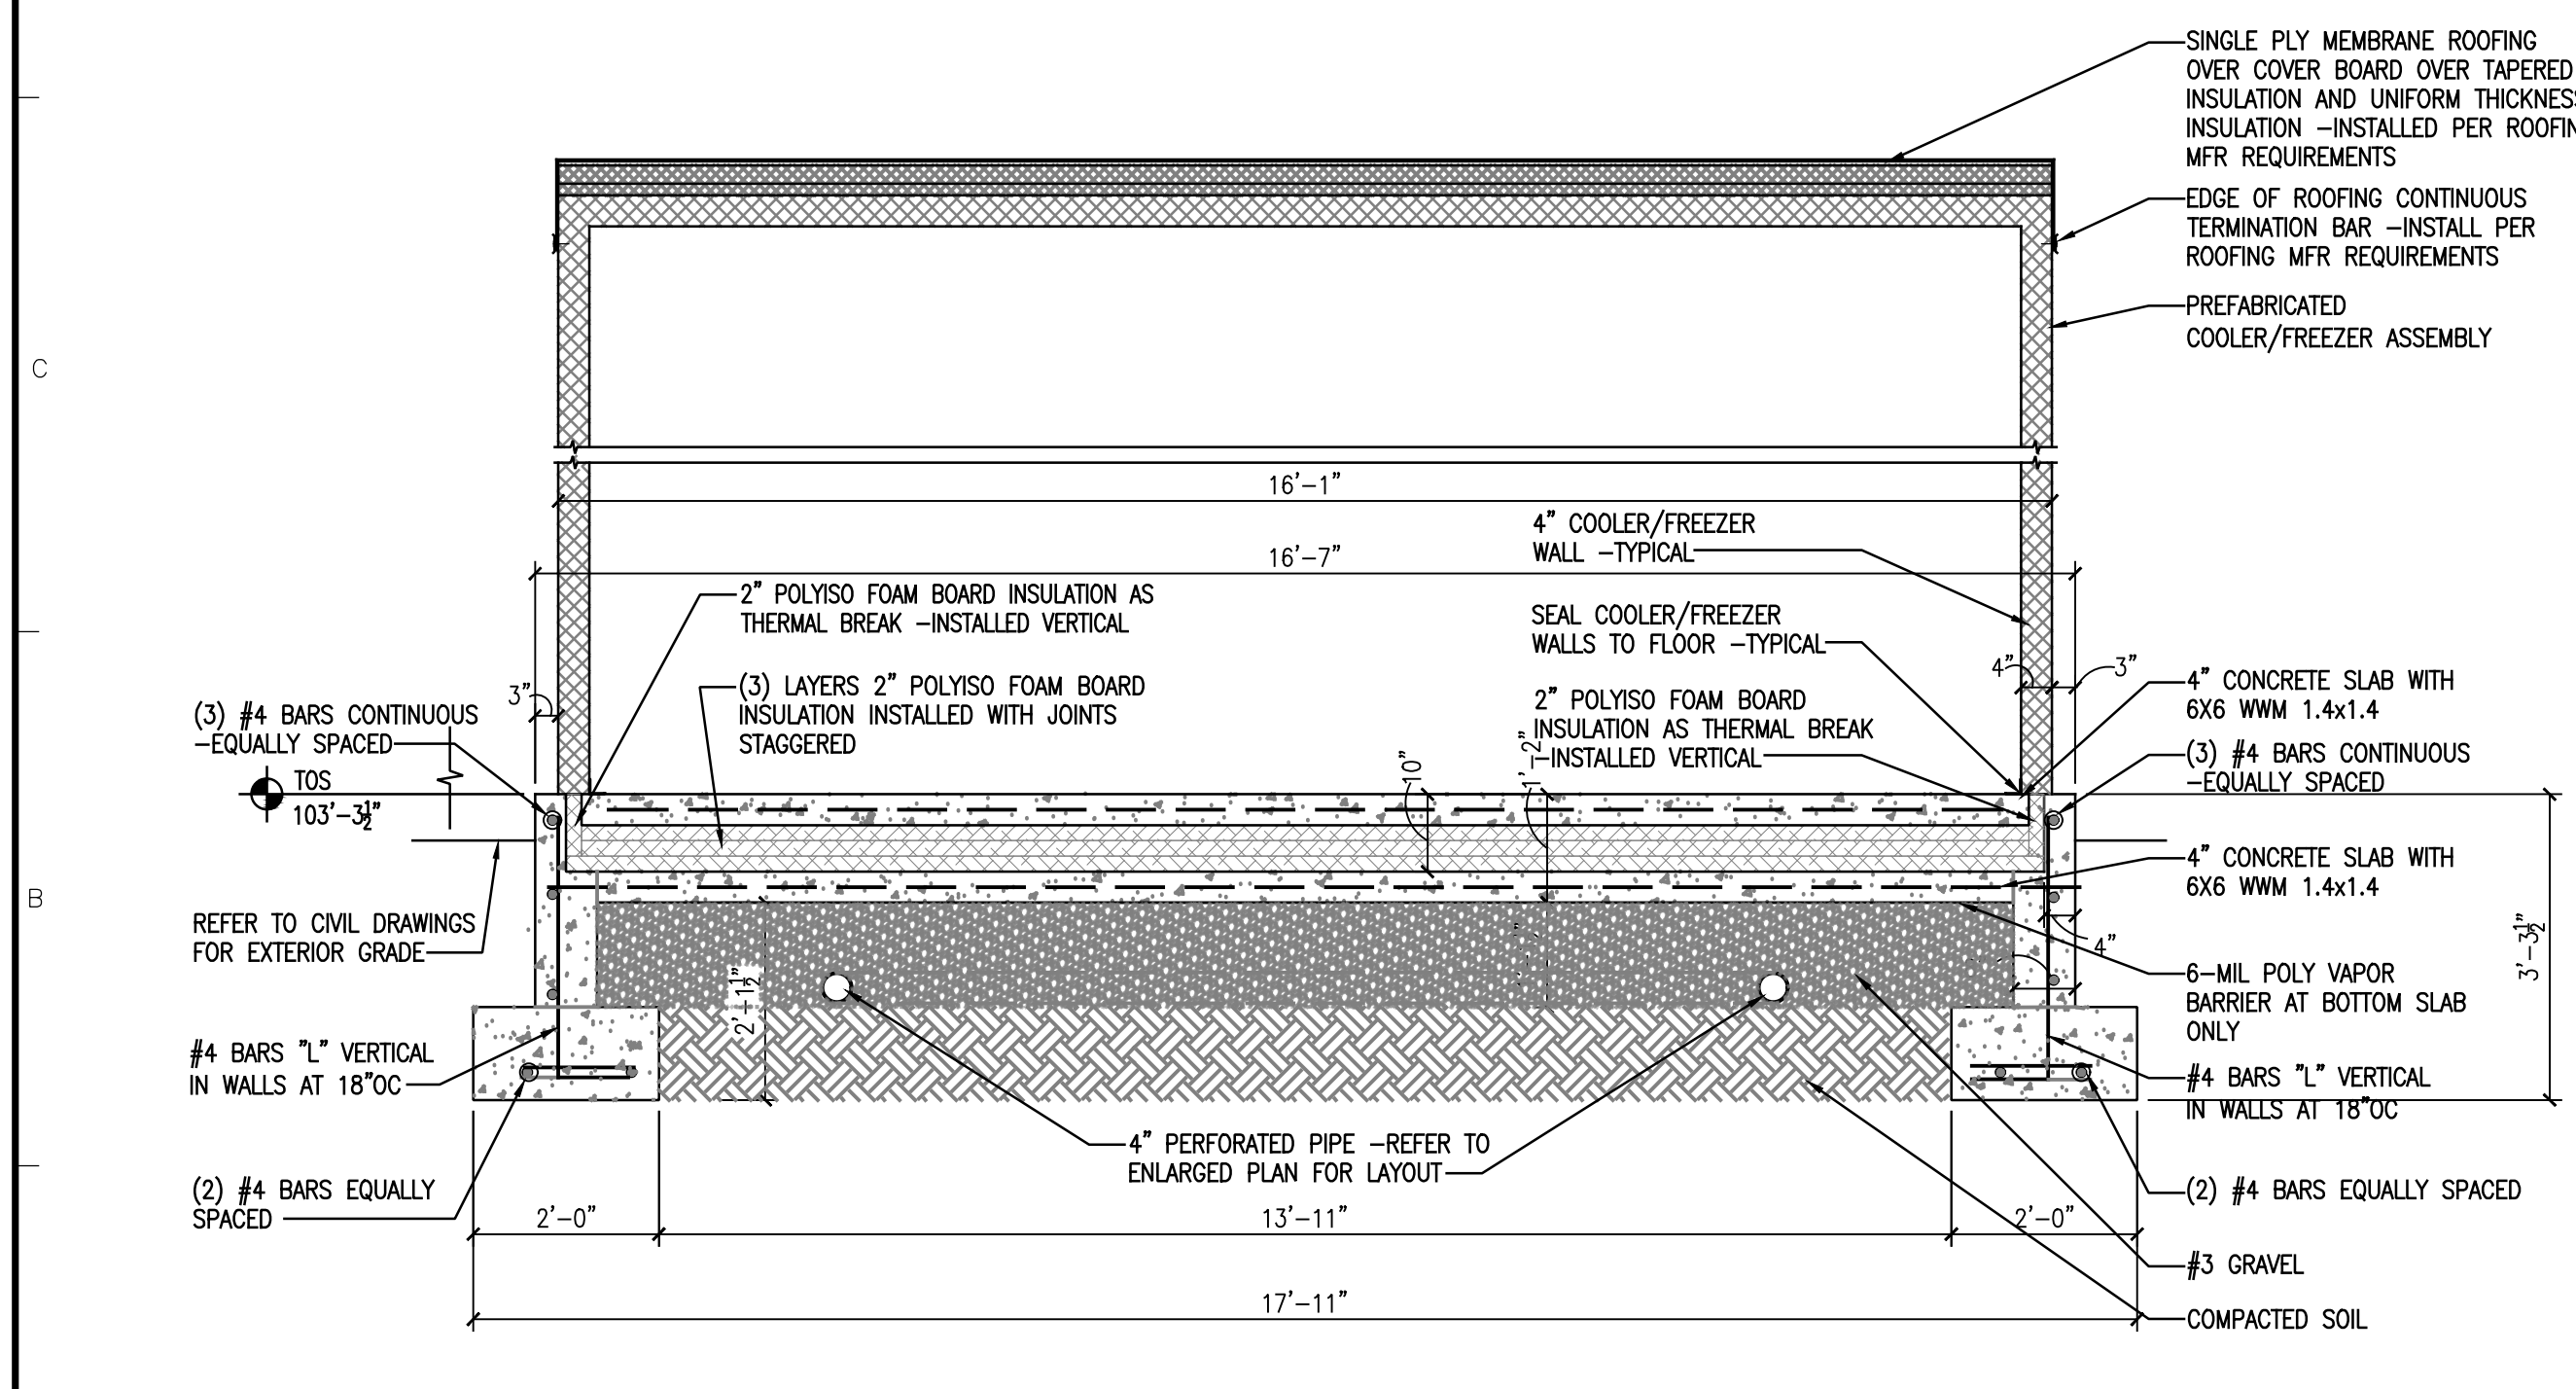 SINGLE PLY MEMBRANE ROOFING
OVER COVER BOARD OVER TAPERED
INSULATION AND UNIFORM
INSULATION –INSTALLED PER
MFR REQUIREMENTS
EDGE OF ROOFING CONTINUOUS
TERMINATION BAR –INSTALL PER
ROOFING MFR REQUIREMENTS
PREFABRICATED
COOLER/FREEZER ASSEMBLY
C
16'–1"
4" COOLER/FREEZER
WALL –TYPICAL
16'–7"
2" POLYISO FOAM BOARD INSULATION AS
THERMAL BREAK –INSTALLED VERTICAL
SEAL COOLER/FREEZER
WALLS TO FLOOR –TYPICAL
4"
3"
3"
(3) LAYERS 2" POLYISO FOAM BOARD
INSULATION INSTALLED WITH JOINTS
STAGGERED
2" POLYISO FOAM BOARD
INSULATION AS THERMAL BREAK
–INSTALLED VERTICAL
4" CONCRETE SLAB WITH
6X6 WWM 1.4x1.4
(3) #4 BARS CONTINUOUS
-EQUALLY SPACED
(3) #4 BARS CONTINUOUS
-EQUALLY SPACED
TOS
103'–3½"
10"
1'–2"
B
4" CONCRETE SLAB WITH
6X6 WWM 1.4x1.4
REFER TO CIVIL DRAWINGS
FOR EXTERIOR GRADE
4"
3'–3½"
2'–1½"
6–MIL POLY VAPOR
BARRIER AT BOTTOM SLAB
ONLY
#4 BARS "L" VERTICAL
IN WALLS AT 18"OC
#4 BARS "L" VERTICAL
IN WALLS AT 18"OC
4" PERFORATED PIPE –REFER TO
ENLARGED PLAN FOR LAYOUT
(2) #4 BARS EQUALLY
SPACED
(2) #4 BARS EQUALLY SPACED
2'–0"
13'–11"
2'–0"
#3 GRAVEL
17'–11"
COMPACTED SOIL